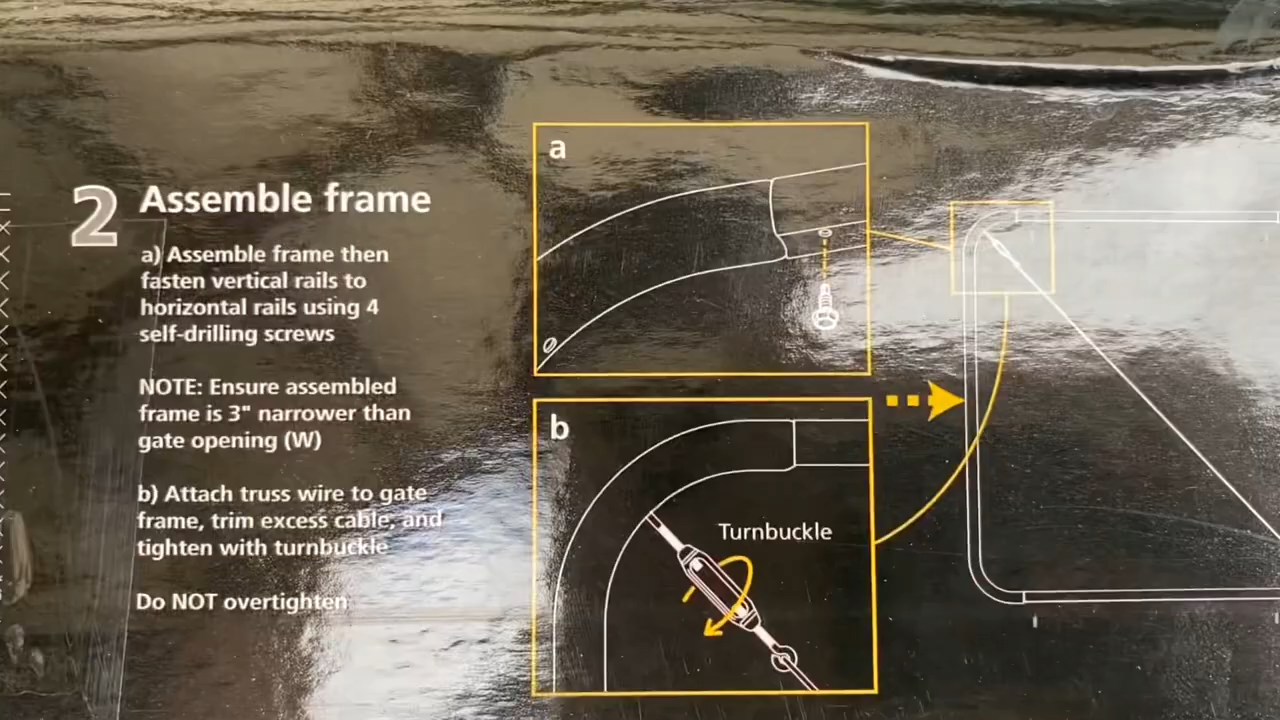 2 Assemble frame
a) Assemble frame then
fasten vertical rails to
horizontal rails using 4
self-drilling screws
NOTE: Ensure assembled
frame is 3" narrower than
gate opening (W)
b) Attach truss wire to gate
frame, trim excess cable, and
tighten with turnbuckle
Do NOT overtighten
a
b
Turnbuckle